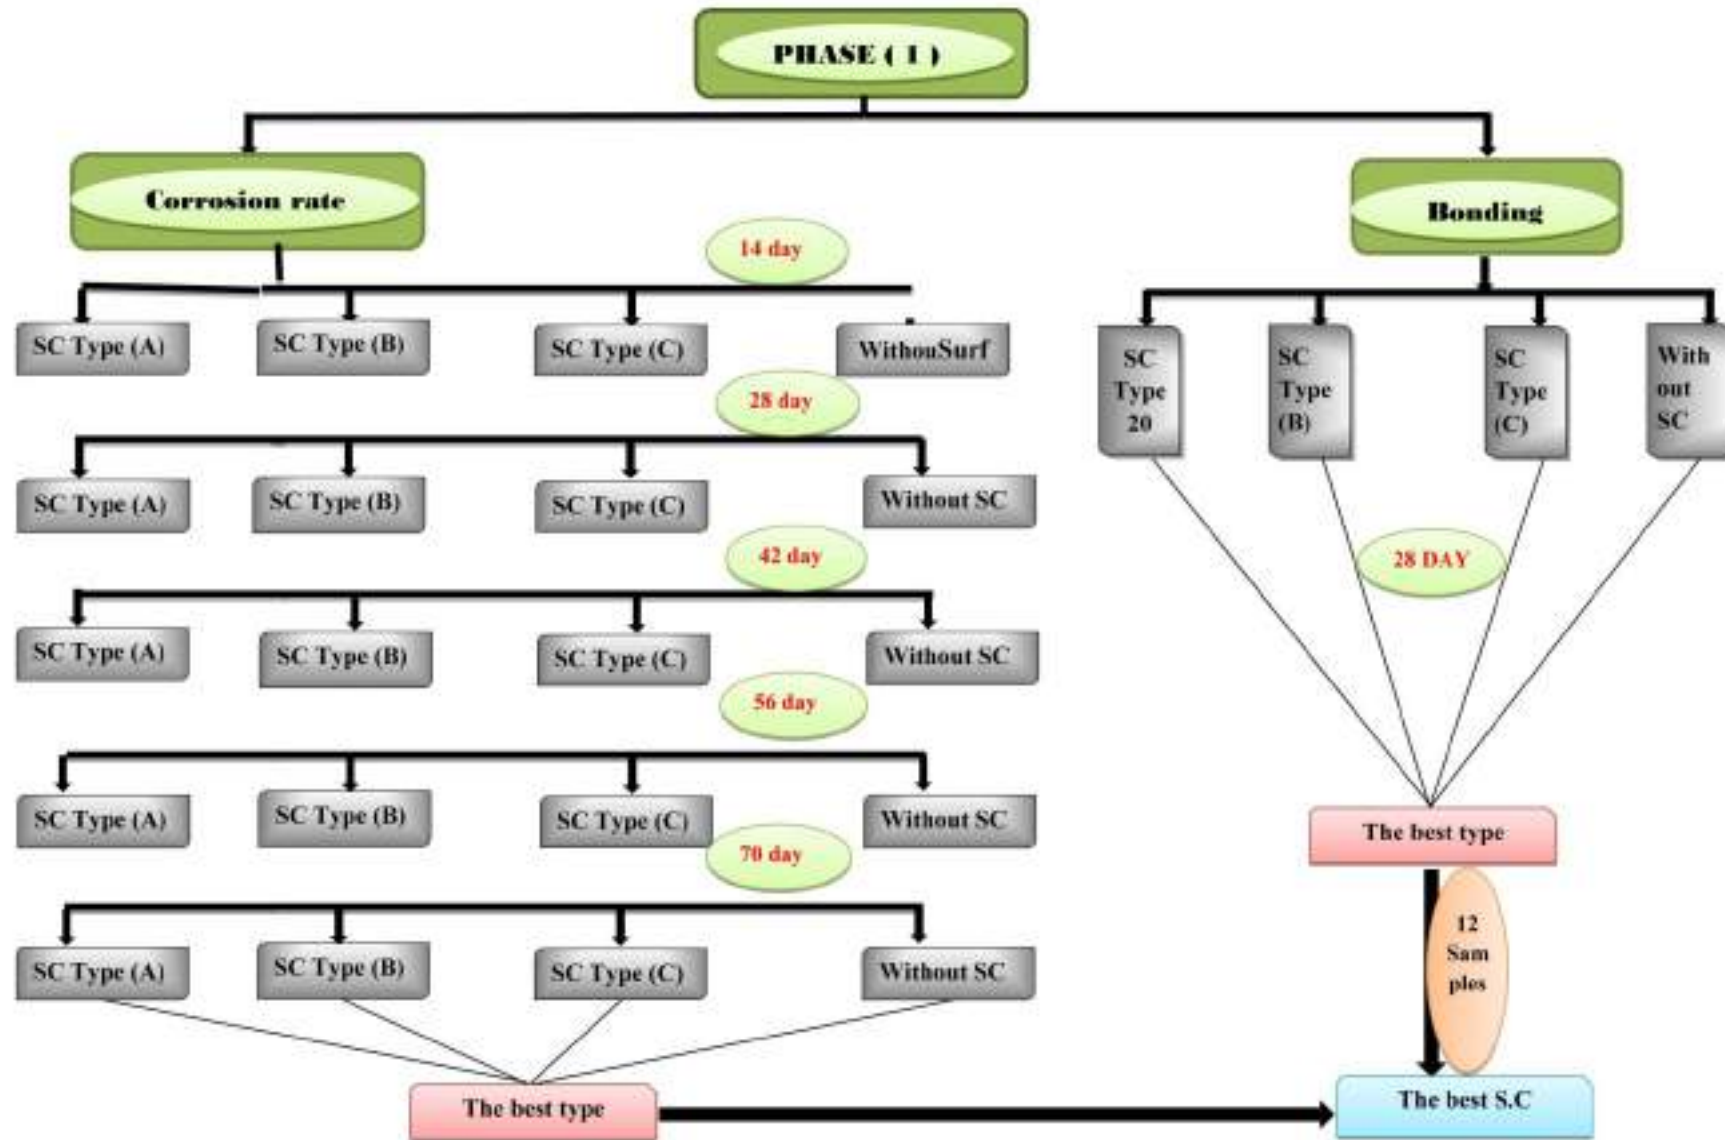 PHASE ( 1 )
Corrosion rate
Bonding
14 day
SC Type (A)
SC Type (B)
SC Type (C)
WithouSurf
28 day
SC Type (A)
SC Type (B)
SC Type (C)
Without SC
42 day
SC Type (A)
SC Type (B)
SC Type (C)
Without SC
56 day
SC Type (A)
SC Type (B)
SC Type (C)
Without SC
70 day
SC Type (A)
SC Type (B)
SC Type (C)
Without SC
The best type
SC
Type
20
SC
Type
(B)
SC
Type
(C)
With
out
SC
28 DAY
The best type
12
Sam
ples
The best S.C